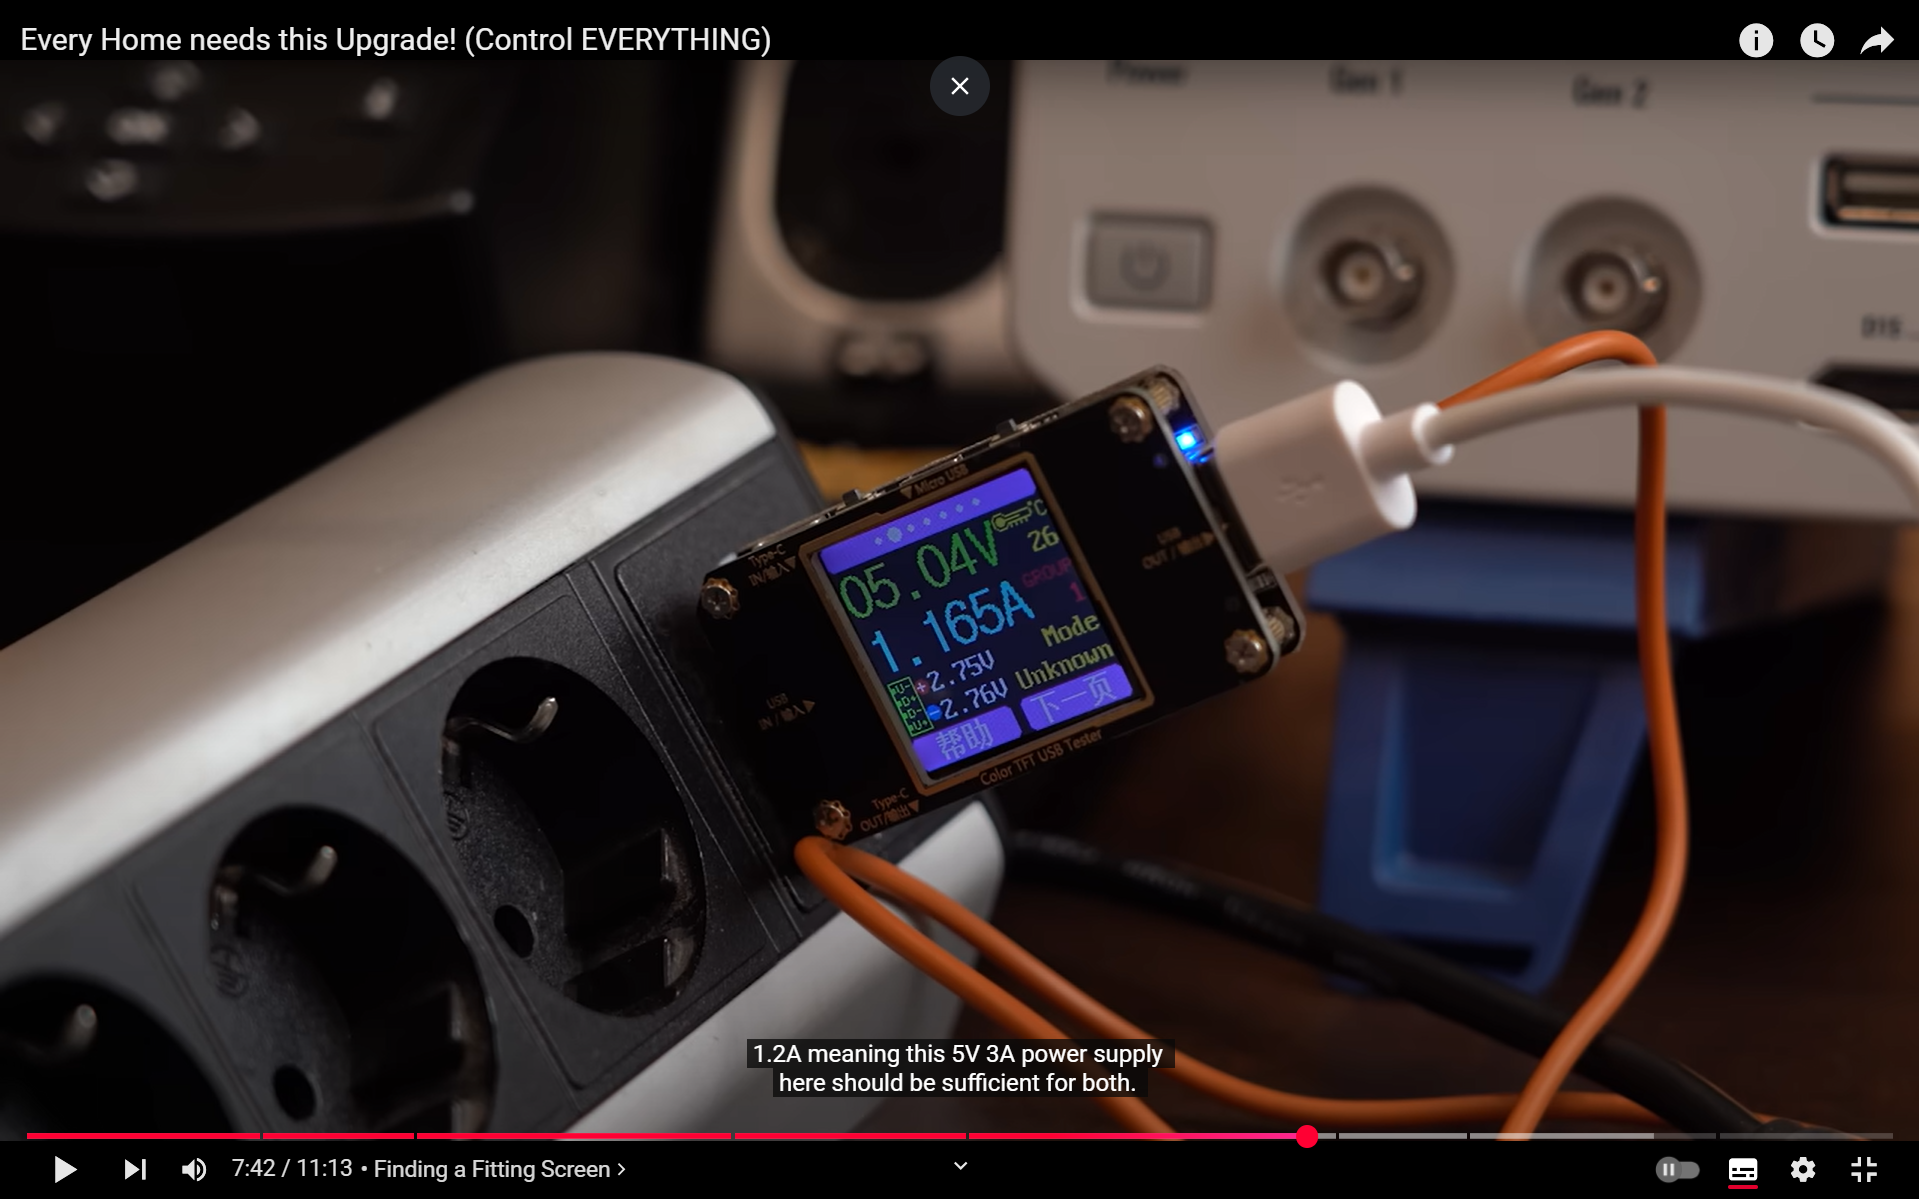 Every Home needs this Upgrade! (Control EVERYTHING)
Power
Gen 1
Gen 2
D15
Micro USB
Type-C
IN/输入
05.04V
°C
26
1.165A
GROUP
1
Mode
Unknown
+2.75V
-2.76V
V-
D+
D-
V+
帮助
下一页
Color TFT USB Tester
USB
IN/输入
USB
OUT/输出
Type-C
OUT/输出
1.2A meaning this 5V 3A power supply
here should be sufficient for both.
7:42 / 11:13 • Finding a Fitting Screen